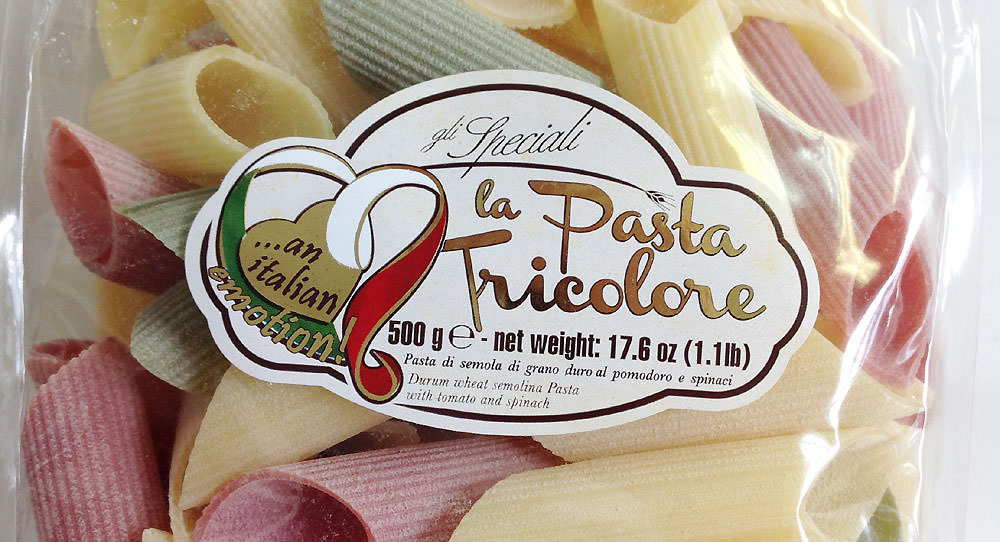 gli Speciali
la Pasta
Tricolore
...an
italian
emotion!
500 g ℮ - net weight: 17.6 oz (1.1lb)
Pasta di semola di grano duro al pomodoro e spinaci
Durum wheat semolina Pasta
with tomato and spinach